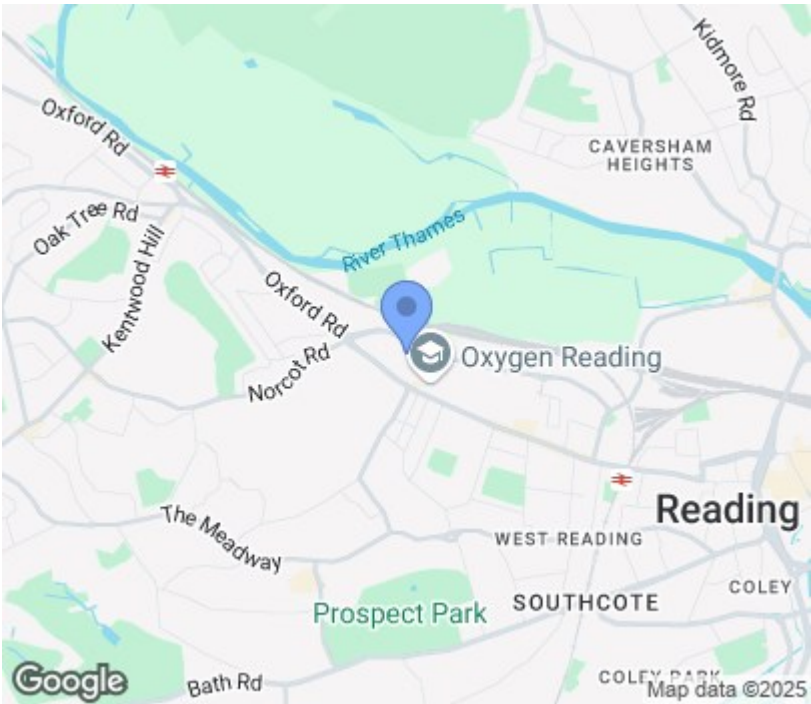 Kidmore Rd
Oxford Rd
CAVERSHAM
HEIGHTS
Oak Tree Rd
River Thames
Kentwood Hill
Oxford Rd
Norcot Rd
Oxygen Reading
Reading
The Meadway
WEST READING
COLEY
SOUTHCOTE
Prospect Park
COLEY PARK
Bath Rd
Google
Map data ©2025